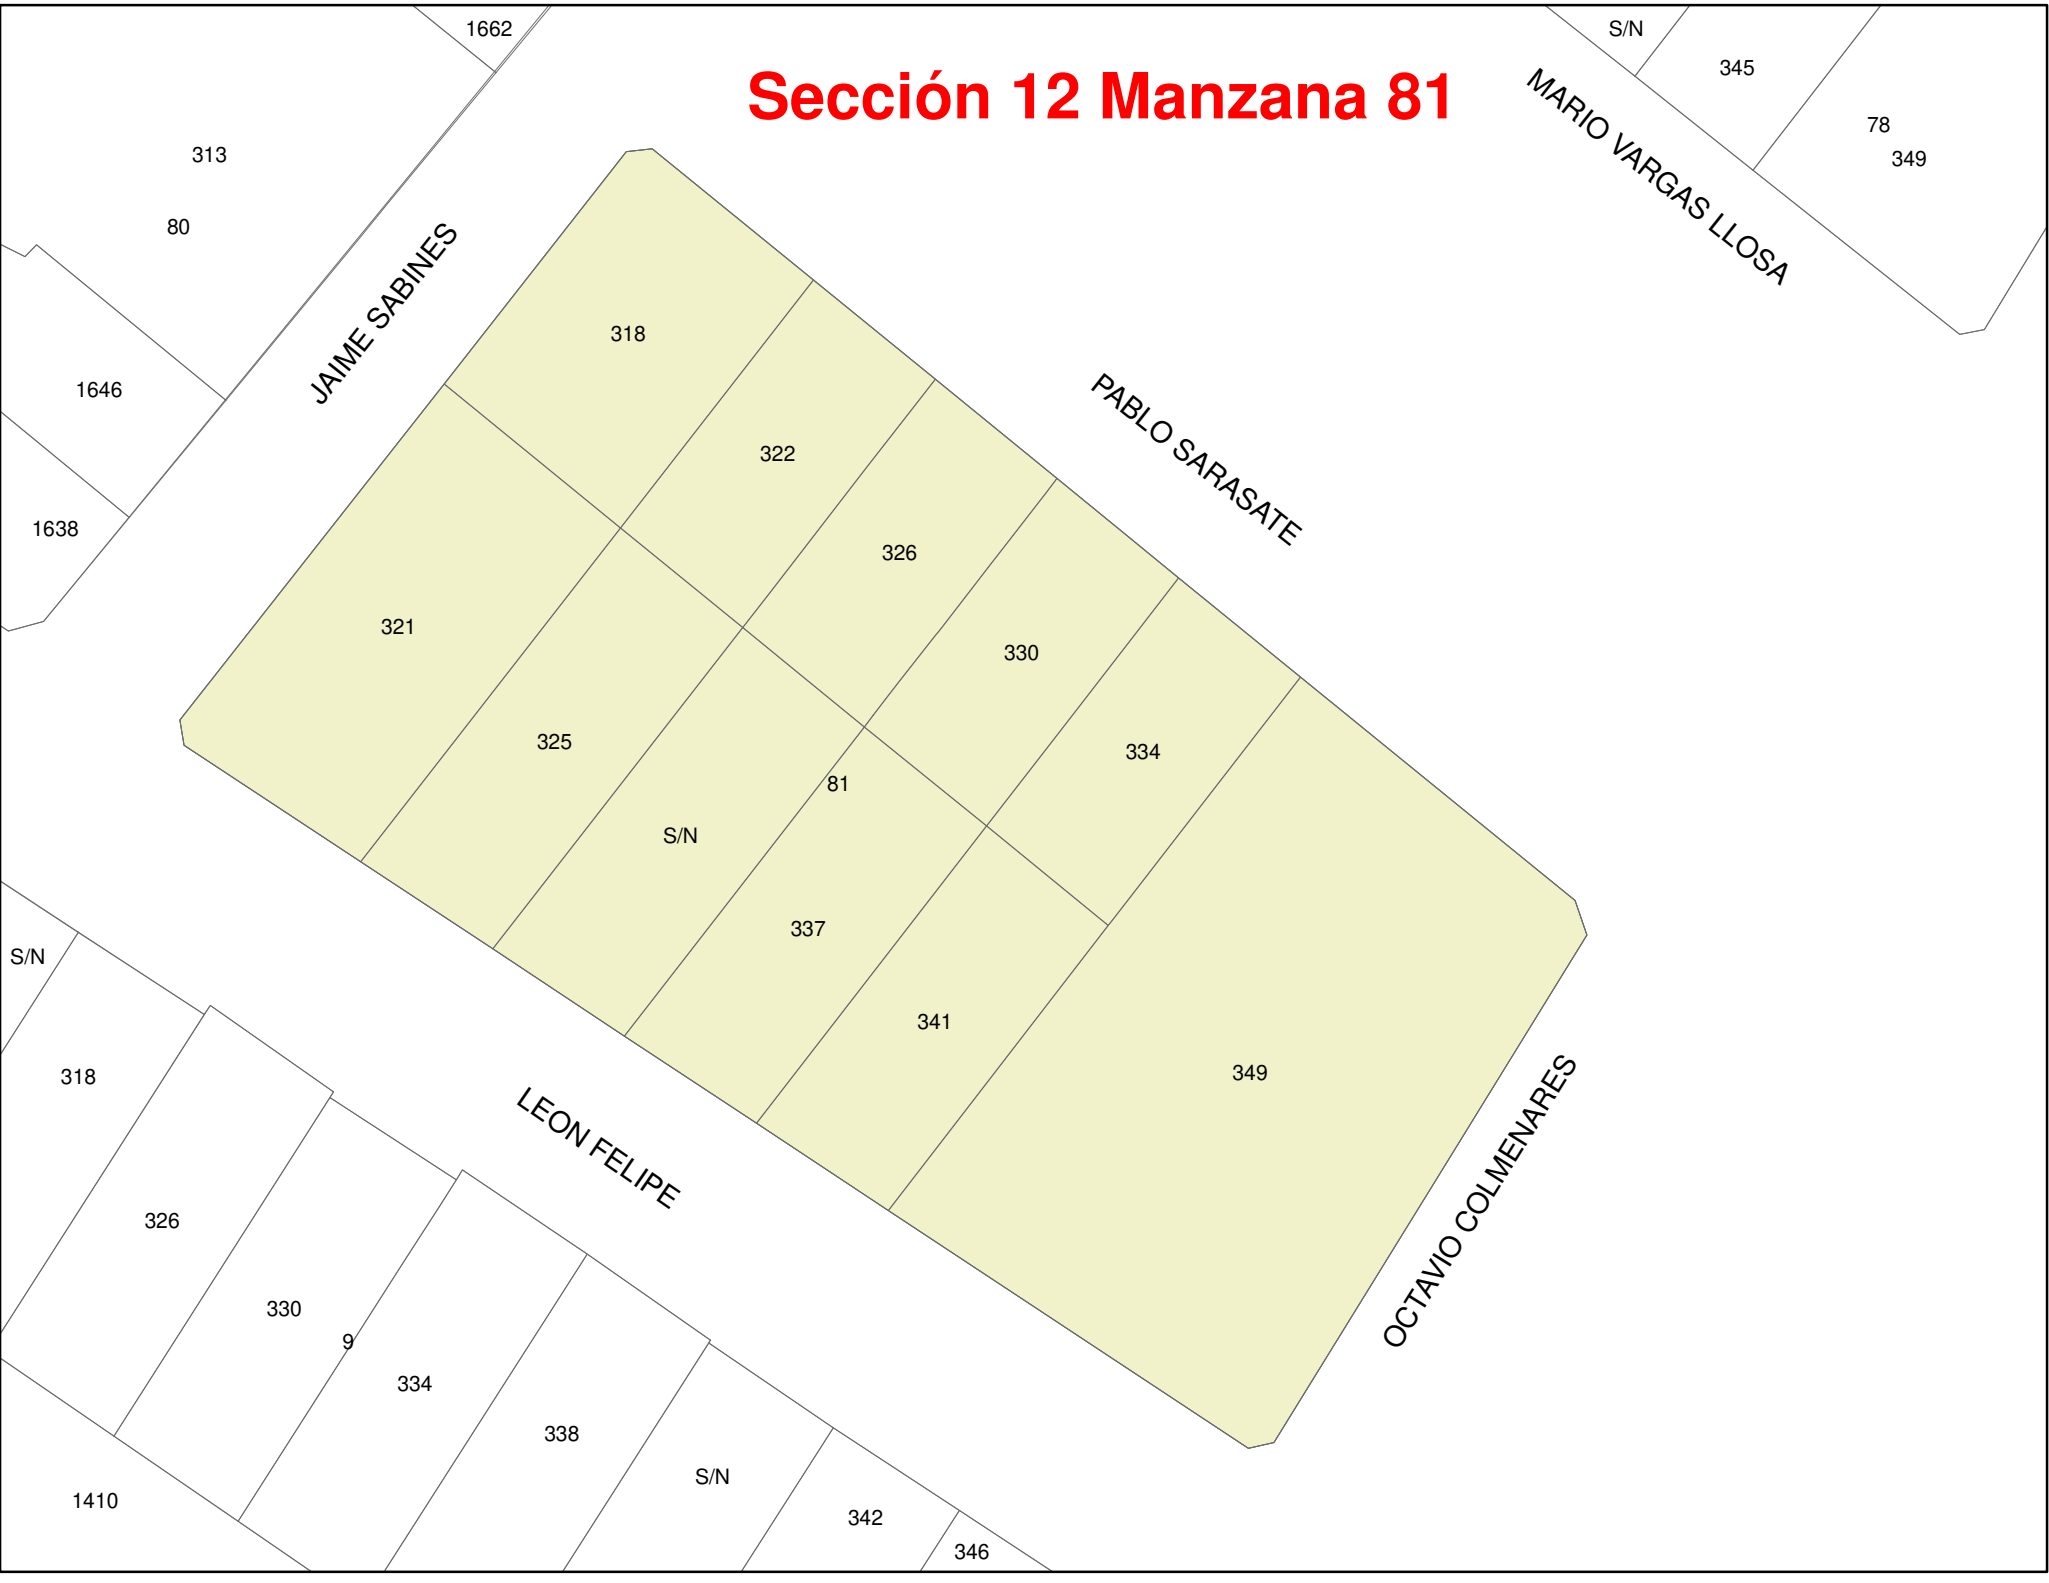 1662
S/N
Sección 12 Manzana 81
345
MARIO VARGAS LLOSA
78
349
313
80
JAIME SABINES
318
1646
PABLO SARASATE
322
1638
326
321
330
325
334
81
S/N
337
S/N
341
349
318
LEON FELIPE
OCTAVIO COLMENARES
326
330
9
334
338
S/N
1410
342
346